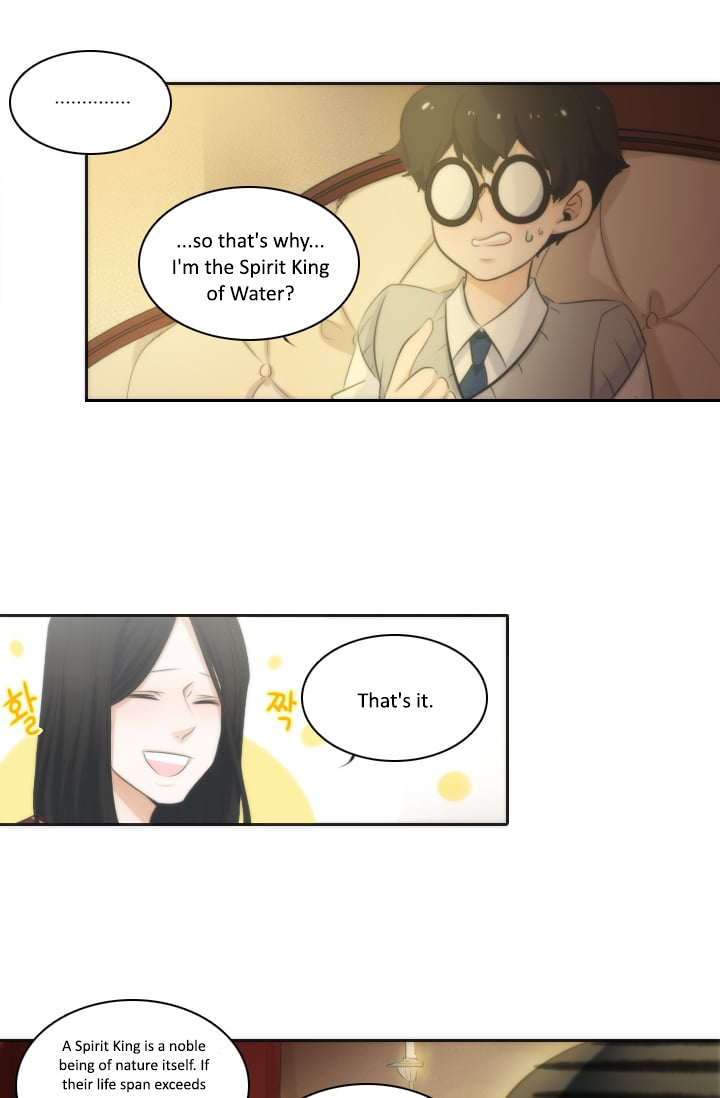 ..............
...so that's why...
I'm the Spirit King
of Water?
활
짝
That's it.
A Spirit King is a noble
being of nature itself. If
their life span exceeds